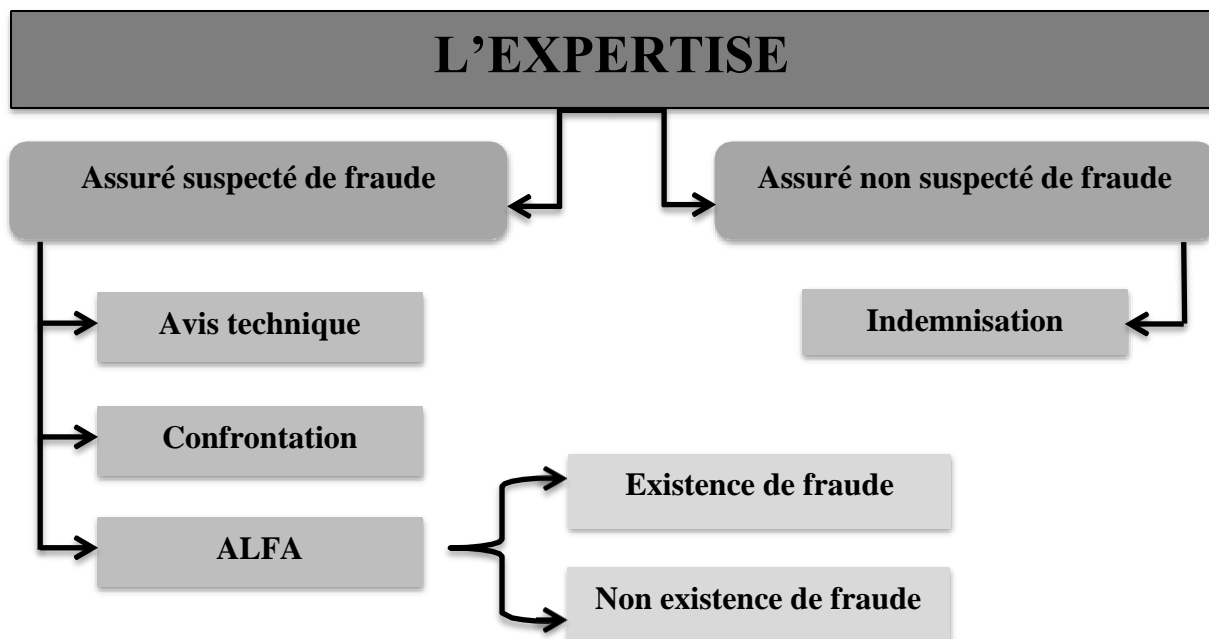 L’EXPERTISE
Assuré suspecté de fraude
Assuré non suspecté de fraude
Avis technique
Indemnisation
Confrontation
Existence de fraude
ALFA
Non existence de fraude